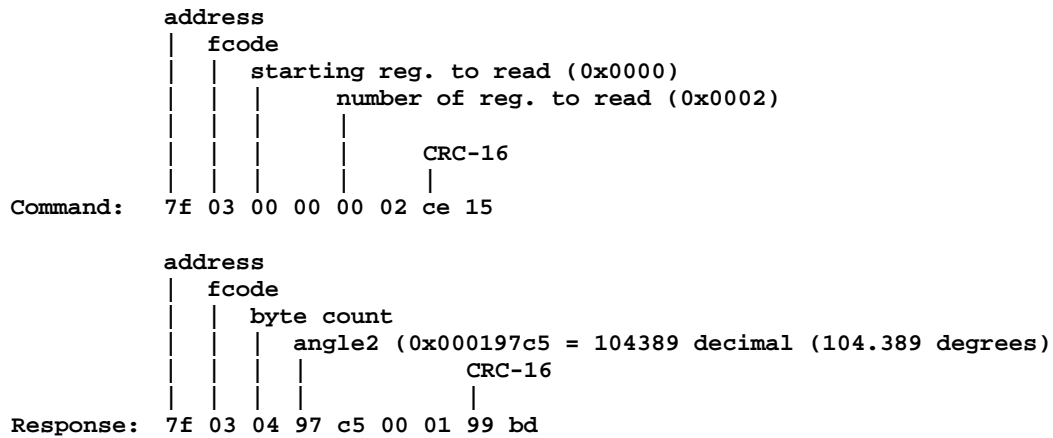 address
| fcode
| | starting reg. to read (0x0000)
| | | number of reg. to read (0x0002)
| | | |
| | | | CRC-16
| | | | |
Command: 7f 03 00 00 00 02 ce 15
address
| fcode
| | byte count
| | | angle2 (0x000197c5 = 104389 decimal (104.389 degrees)
| | | | CRC-16
| | | | |
Response: 7f 03 04 97 c5 00 01 99 bd